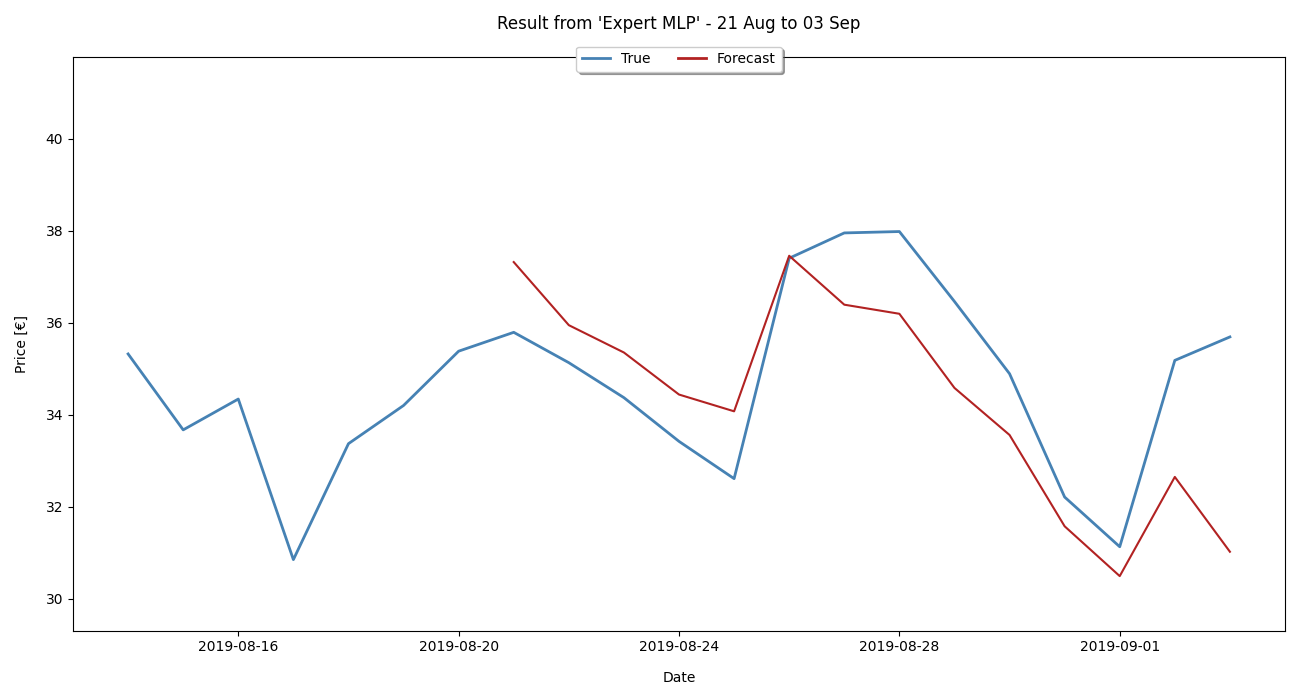 Result from 'Expert MLP' - 21 Aug to 03 Sep
True Forecast
40
38
36
34
32
30
Price [€]
2019-08-16 2019-08-20 2019-08-24 2019-08-28 2019-09-01
Date